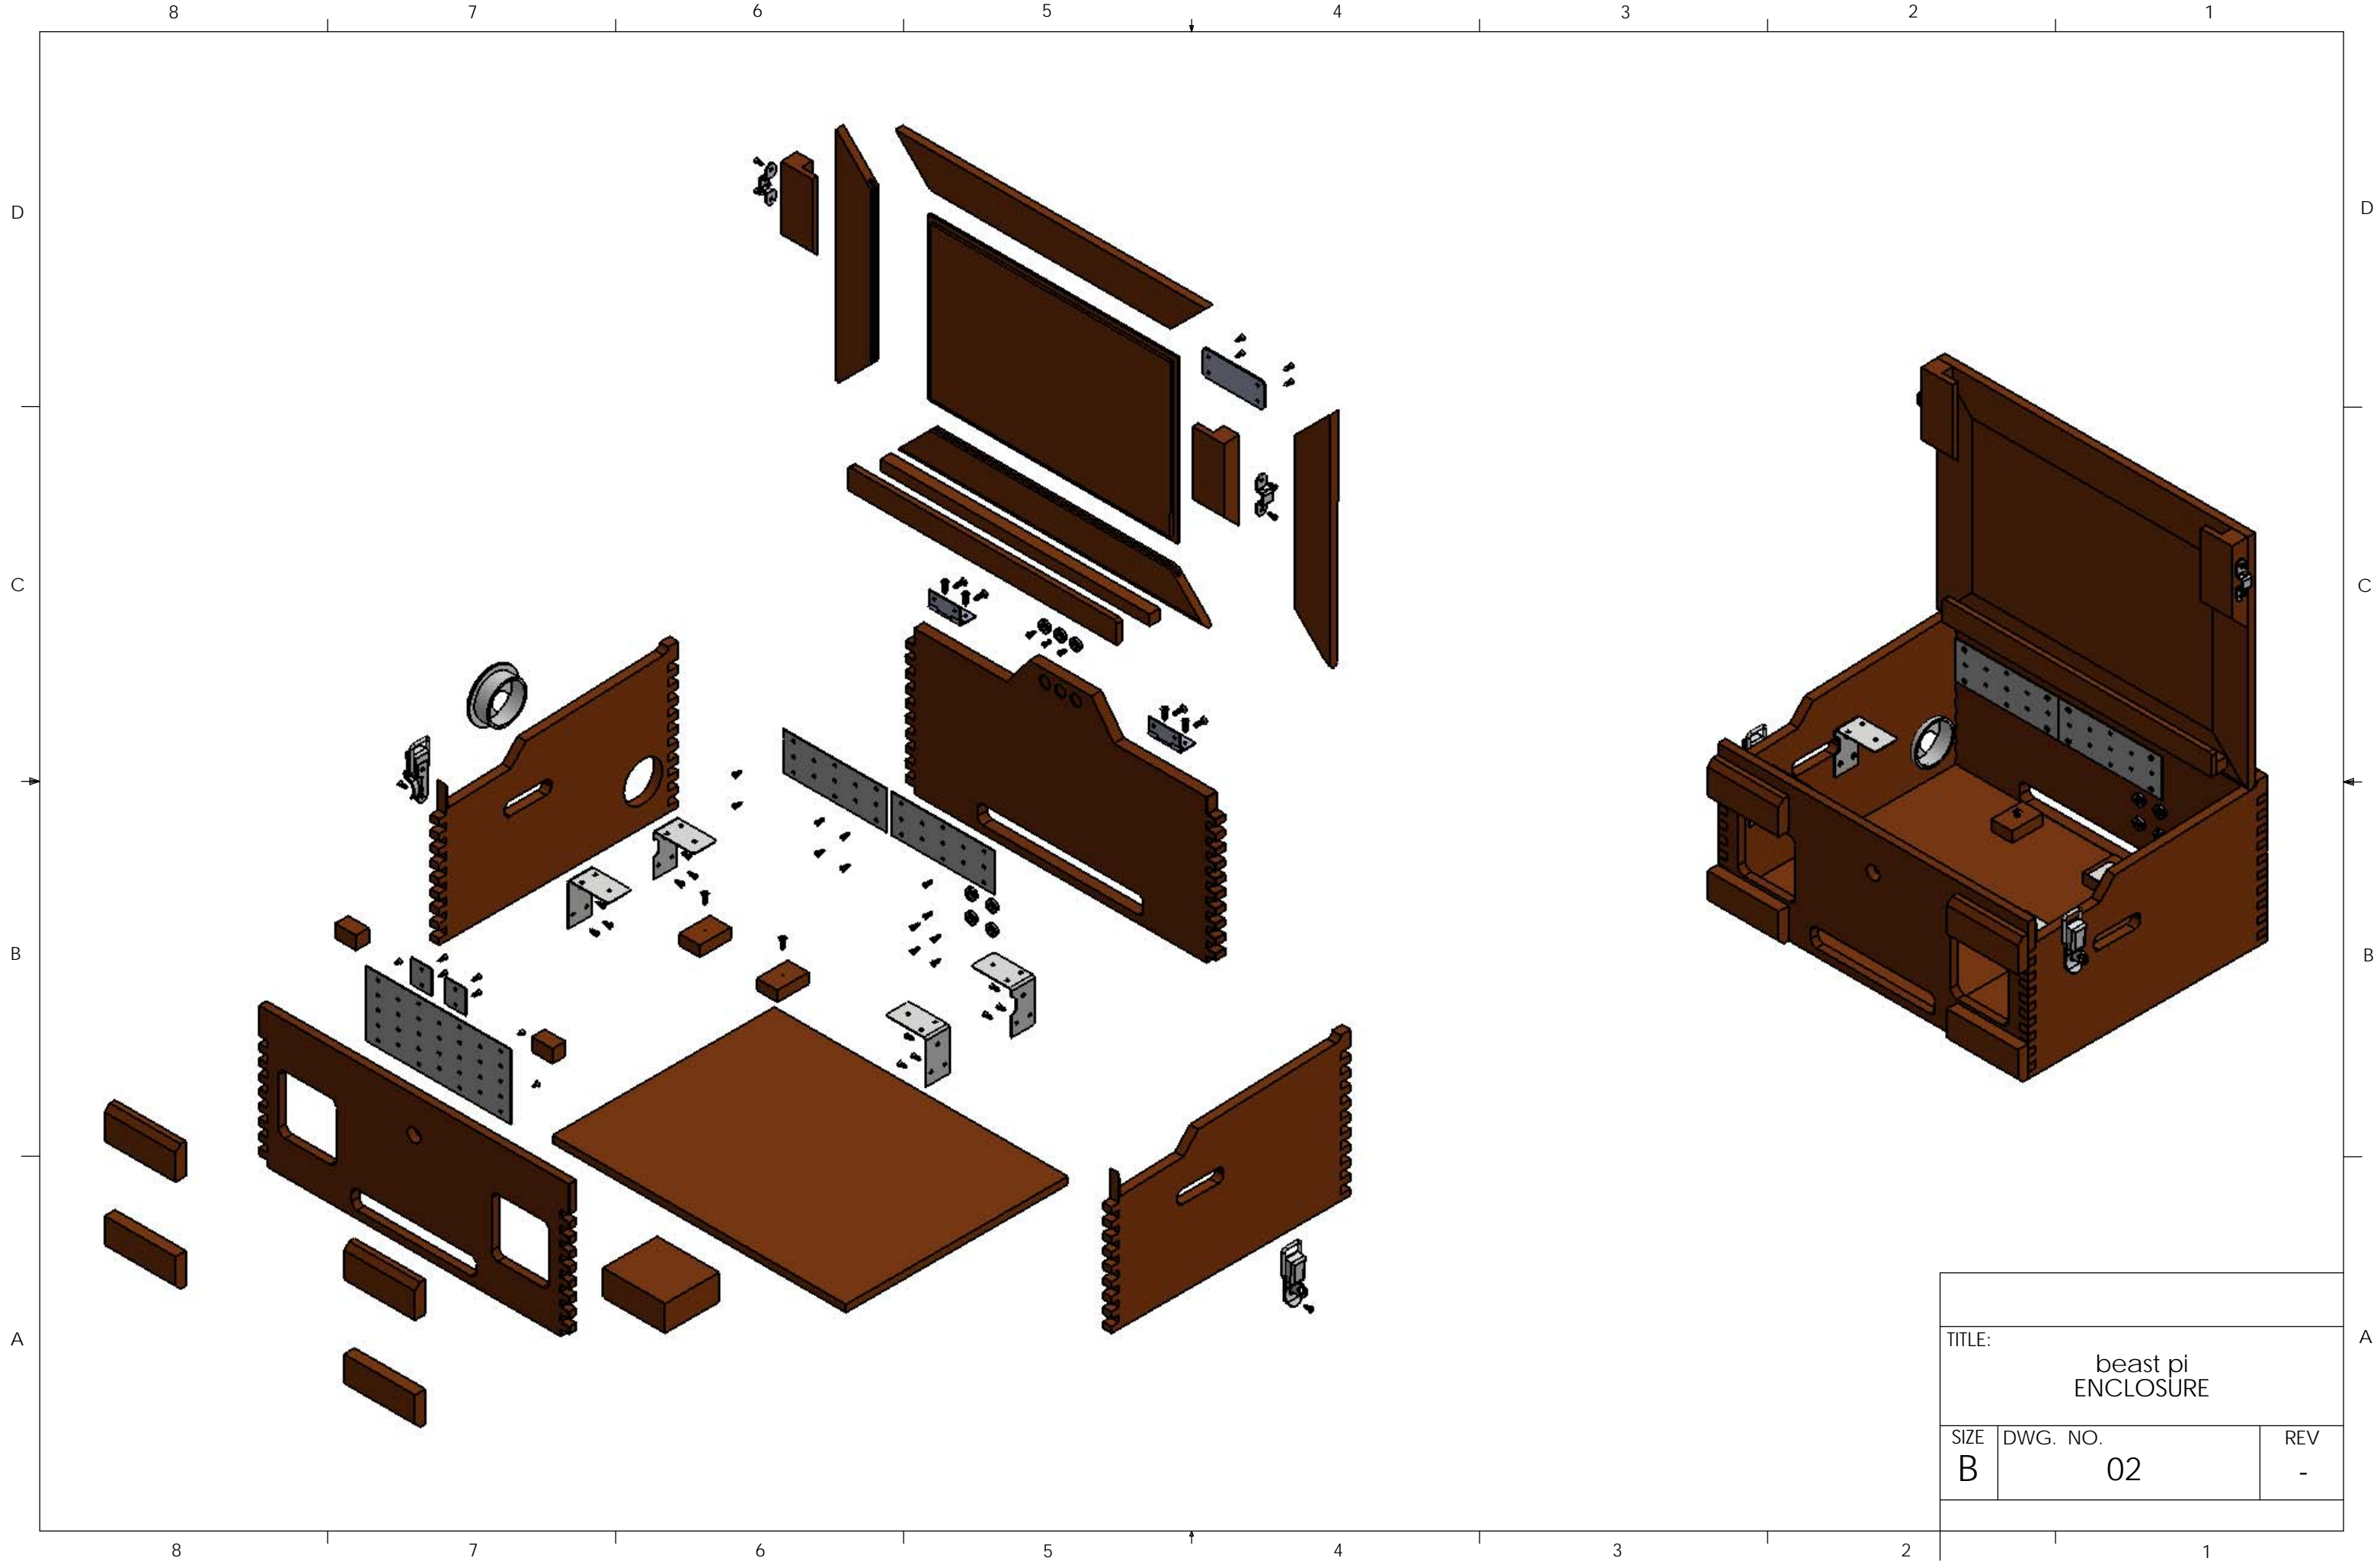 8 7 6 5 4 3 2 1
D D
C C
B B
A A
TITLE:
beast pi
ENCLOSURE
SIZE DWG. NO. REV
B 02 -
8 7 6 5 4 3 2 1